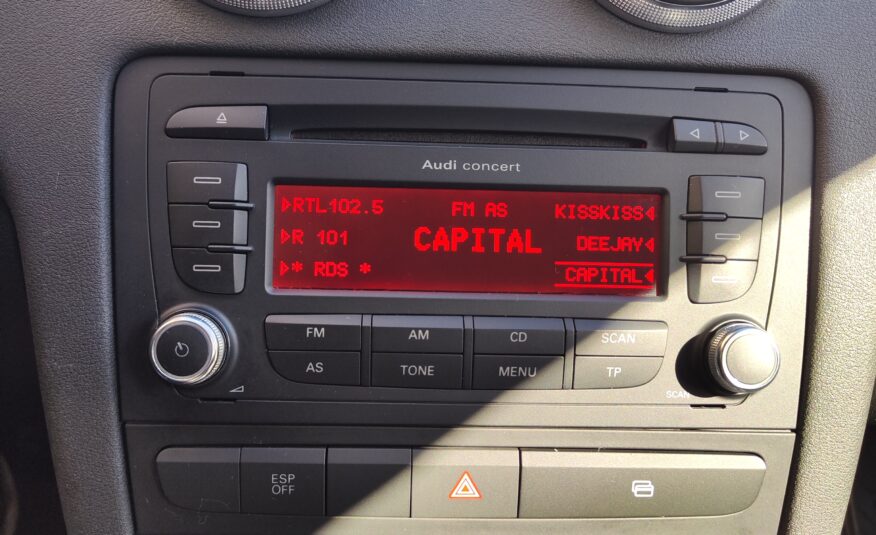 Audi concert
RTL102.5 FM AS KISSKISS
R 101 CAPITAL DEEJAY
* RDS * CAPITAL
FM AM CD SCAN
AS TONE MENU TP
SCAN
ESP
OFF